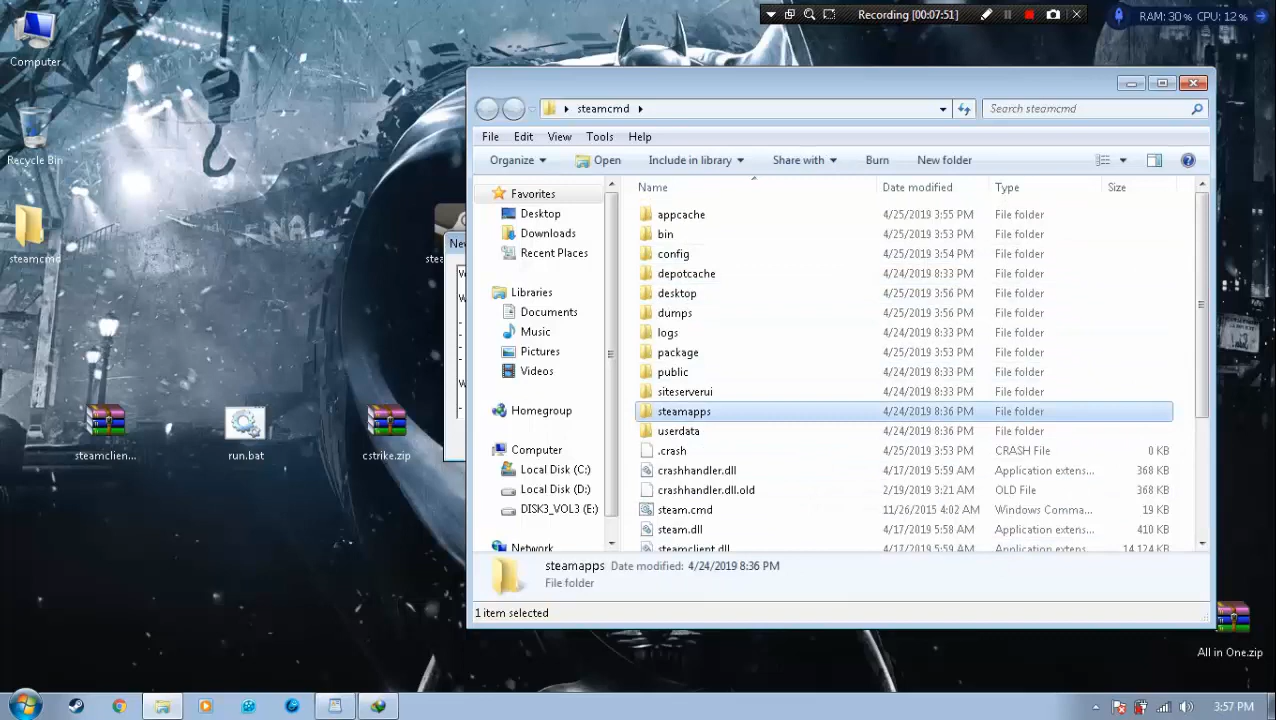 Recording [00:07:51]
RAM: 30 % CPU: 12 %
Computer
Recycle Bin
steamcmd
steamclien...
run.bat
cstrike.zip
All in One.zip
steamcmd
Search steamcmd
File Edit View Tools Help
Organize Open Include in library Share with Burn New folder
Name Date modified Type Size
Favorites
Desktop
Downloads
Recent Places
Libraries
Documents
Music
Pictures
Videos
Homegroup
Computer
Local Disk (C:)
Local Disk (D:)
DISK3_VOL3 (E:)
Network
appcache 4/25/2019 3:55 PM File folder
bin 4/25/2019 3:53 PM File folder
config 4/25/2019 3:54 PM File folder
depotcache 4/24/2019 8:33 PM File folder
desktop 4/25/2019 3:56 PM File folder
dumps 4/25/2019 3:56 PM File folder
logs 4/24/2019 8:33 PM File folder
package 4/25/2019 3:53 PM File folder
public 4/24/2019 8:33 PM File folder
siteserverui 4/24/2019 8:33 PM File folder
steamapps 4/24/2019 8:36 PM File folder
userdata 4/24/2019 8:36 PM File folder
.crash 4/25/2019 3:53 PM CRASH File 0 KB
crashhandler.dll 4/17/2019 5:59 AM Application extens... 368 KB
crashhandler.dll.old 2/19/2019 3:21 AM OLD File 368 KB
steam.cmd 11/26/2015 4:02 AM Windows Comma... 19 KB
steam.dll 4/17/2019 5:58 AM Application extens... 410 KB
steamclient.dll 4/17/2019 5:59 AM Application extens... 14,124 KB
steamapps Date modified: 4/24/2019 8:36 PM
File folder
1 item selected
3:57 PM